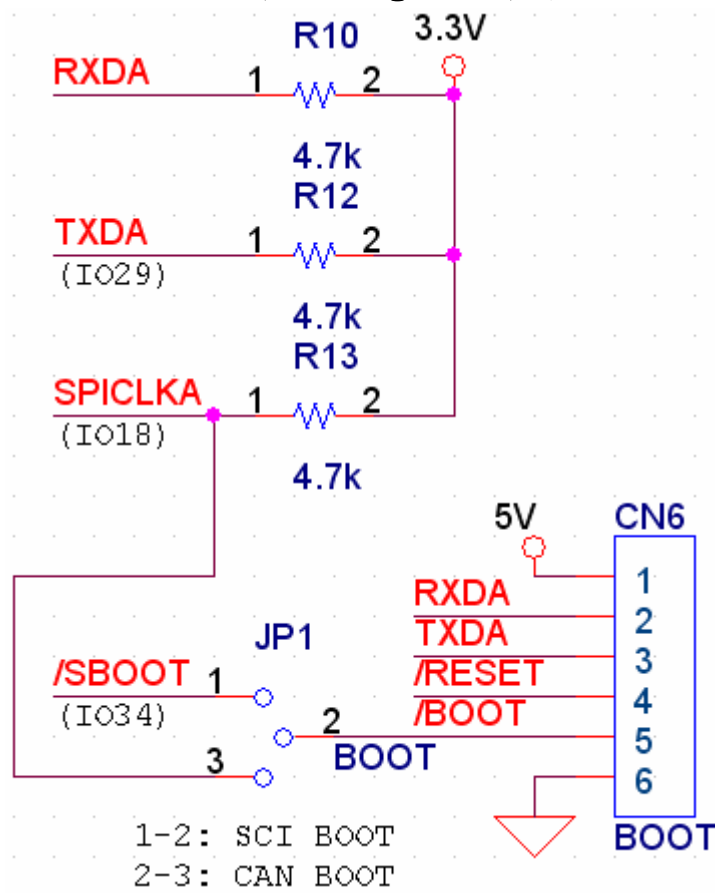 R10
3.3V
RXDA
1
2
4.7k
R12
TXDA
1
2
(IO29)
4.7k
R13
SPICLKA
1
2
(IO18)
4.7k
5V
CN6
1
RXDA
2
TXDA
3
JP1
/SBOOT
1
/RESET
4
(IO34)
/BOOT
2
5
BOOT
3
6
1-2: SCI BOOT
BOOT
2-3: CAN BOOT